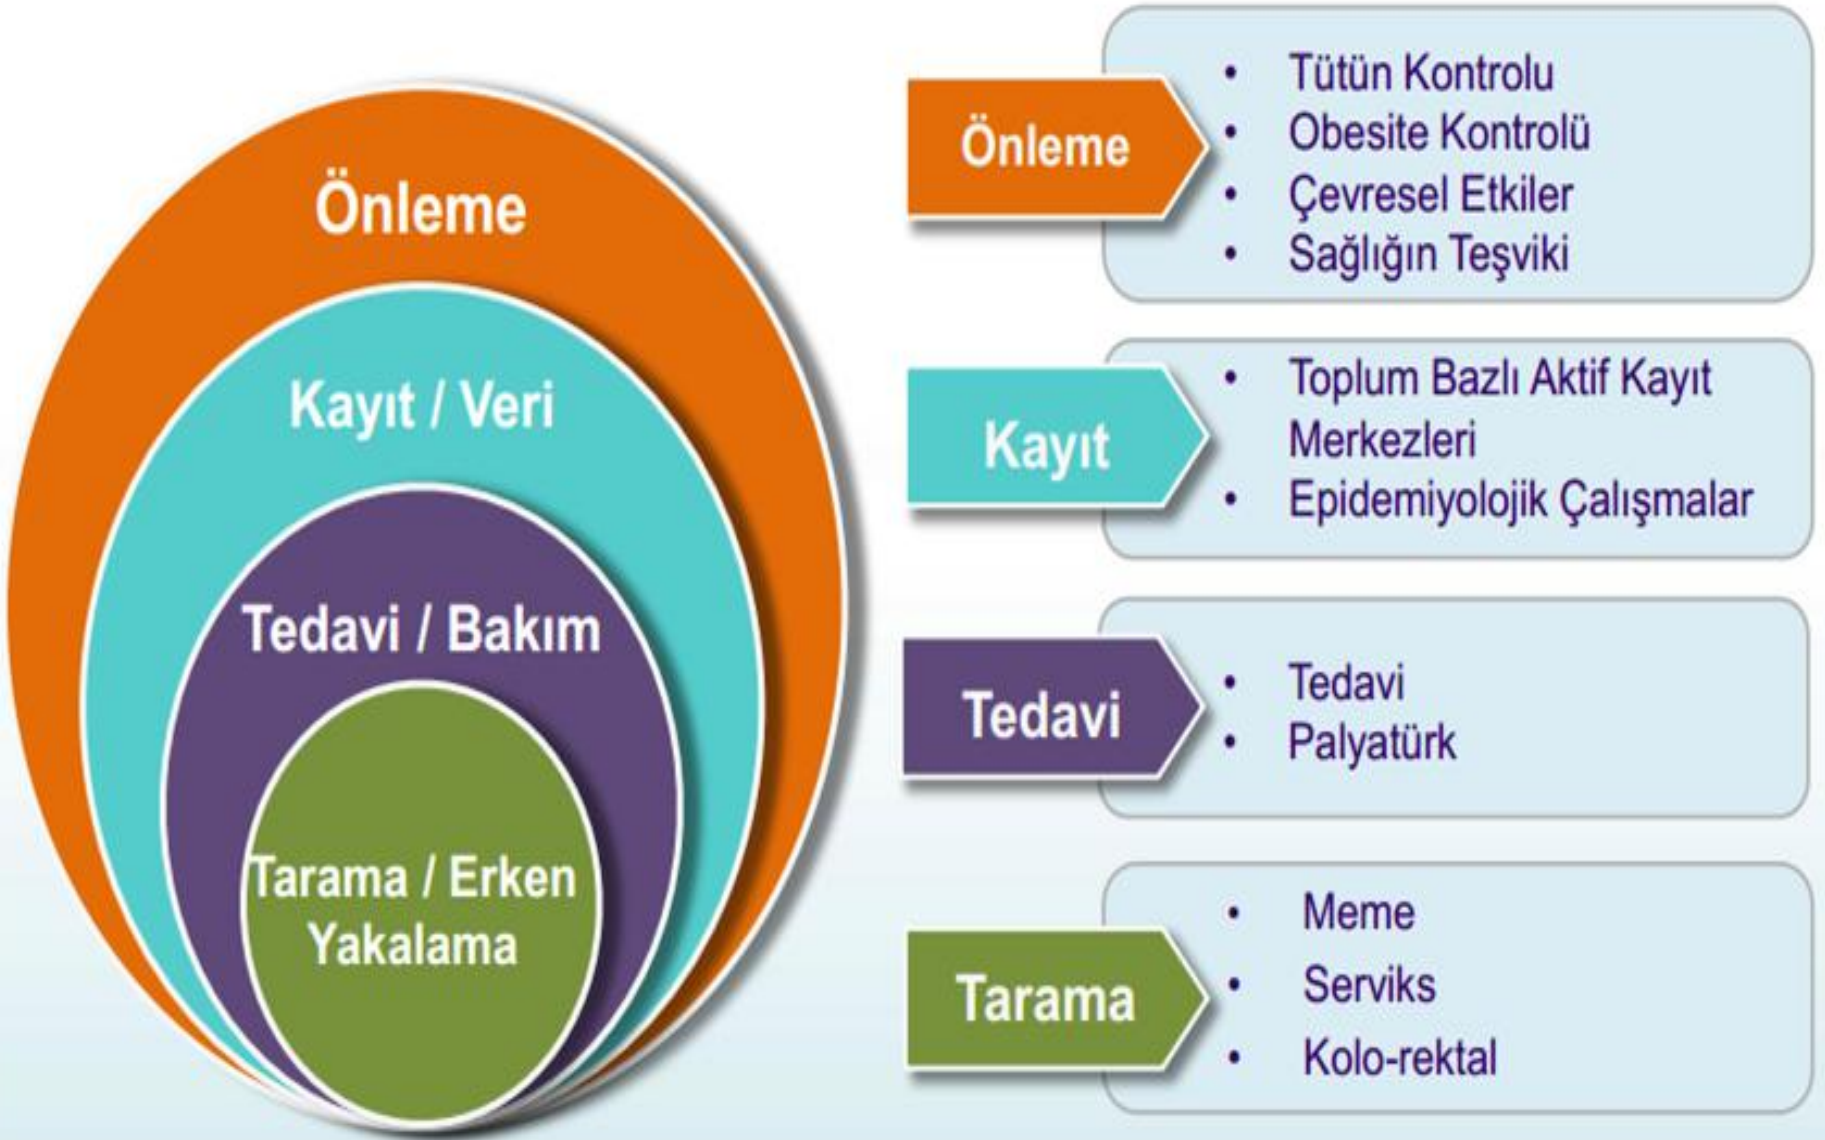 Önleme
Kayıt / Veri
Tedavi / Bakım
Tarama / Erken
Yakalama
Önleme
• Tütün Kontrolu
• Obesite Kontrolü
• Çevresel Etkiler
• Sağlığın Teşviki
Kayıt
• Toplum Bazlı Aktif Kayıt
Merkezleri
• Epidemiyolojik Çalışmalar
Tedavi
• Tedavi
• Palyatürk
Tarama
• Meme
• Serviks
• Kolo-rektal